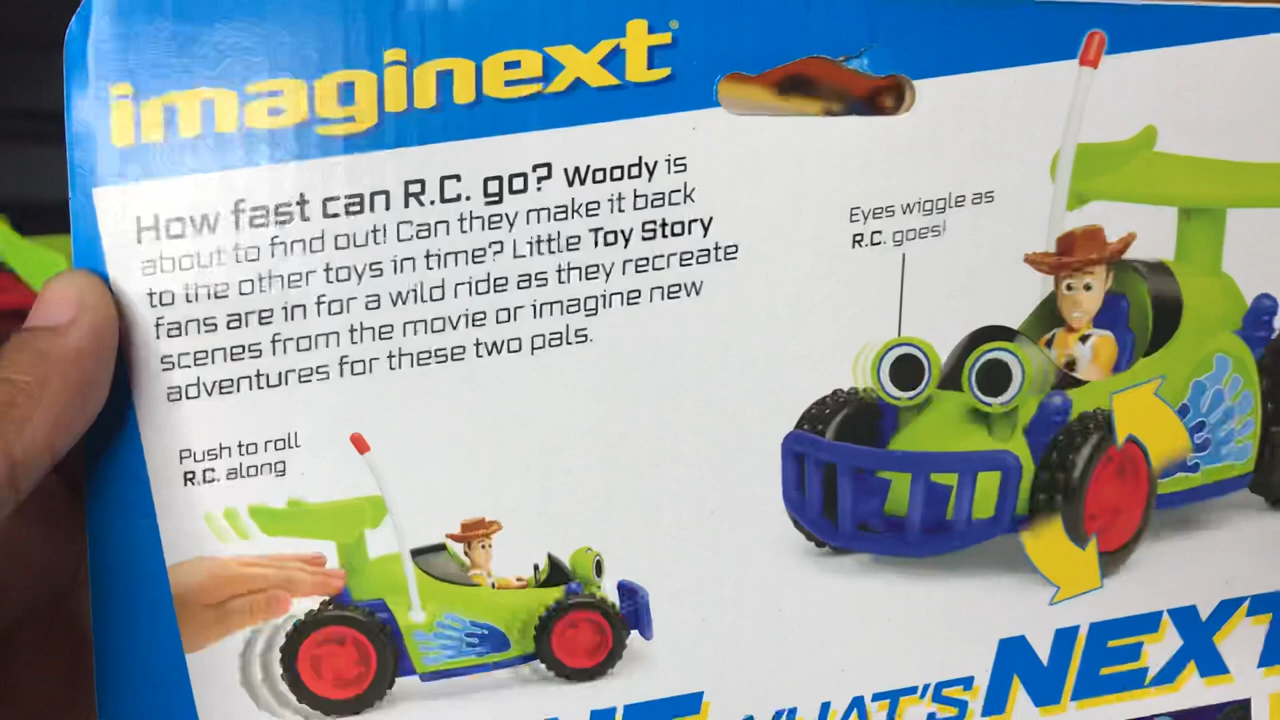 imaginext
How fast can R.C. go? Woody is
about to find out! Can they make it back
to the other toys in time? Little Toy Story
fans are in for a wild ride as they recreate
scenes from the movie or imagine new
adventures for these two pals.
Eyes wiggle as
R.C. goes!
Push to roll
R.C. along
WHAT'S NEXT